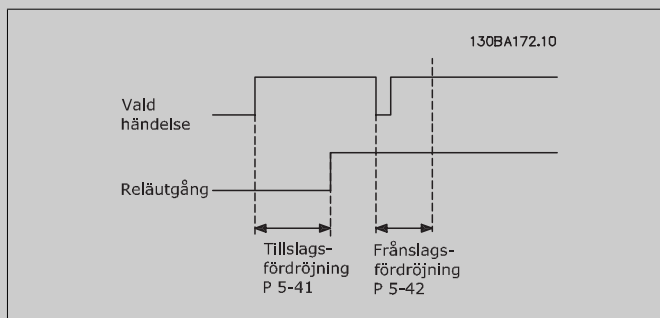 130BA172.10
Vald
händelse
Reläutgång
Tillslags-
fördröjning
P 5-41
Frånslags-
fördröjning
P 5-42